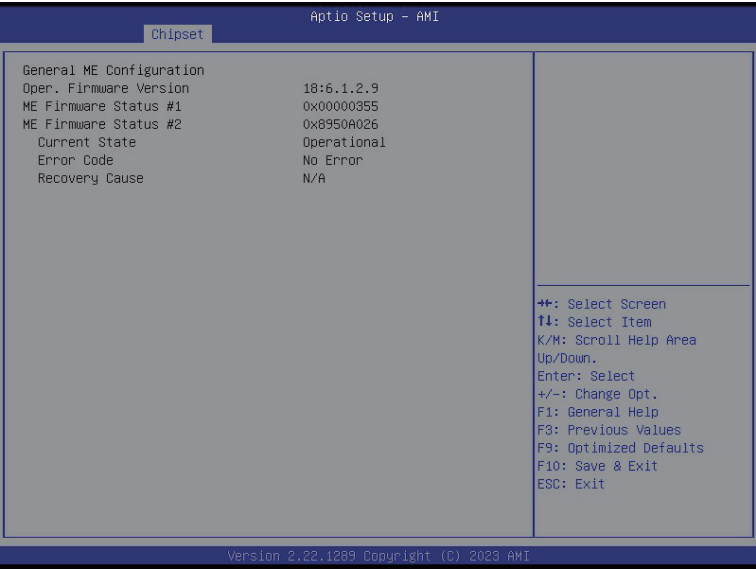 Aptio Setup – AMI
Chipset
General ME Configuration
Oper. Firmware Version 18:6.1.2.9
ME Firmware Status #1 0x00000355
ME Firmware Status #2 0x8950A026
Current State Operational
Error Code No Error
Recovery Cause N/A
→←: Select Screen
↑↓: Select Item
K/M: Scroll Help Area
Up/Down.
Enter: Select
+/-: Change Opt.
F1: General Help
F3: Previous Values
F9: Optimized Defaults
F10: Save & Exit
ESC: Exit
Version 2.22.1289 Copyright (C) 2023 AMI